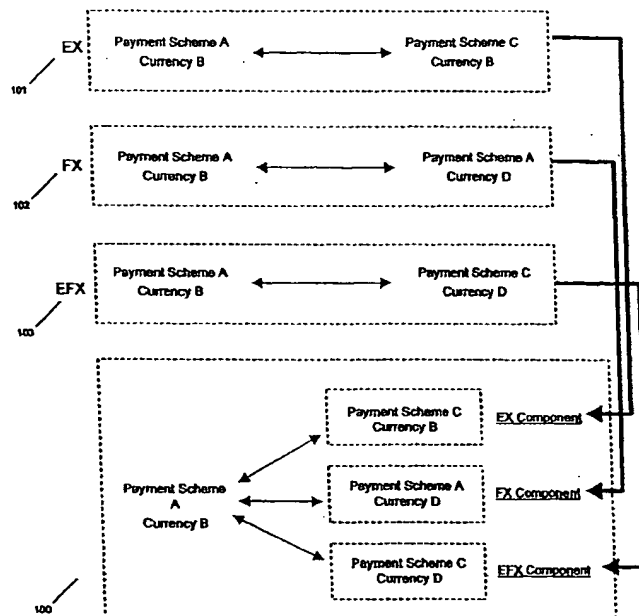 EX
Payment Scheme A
Currency B
Payment Scheme C
Currency B
101
FX
Payment Scheme A
Currency B
Payment Scheme A
Currency D
102
EFX
Payment Scheme A
Currency B
Payment Scheme C
Currency D
103
Payment Scheme C
Currency B
EX Component
Payment Scheme
A
Currency B
Payment Scheme A
Currency D
FX Component
Payment Scheme C
Currency D
EFX Component
100